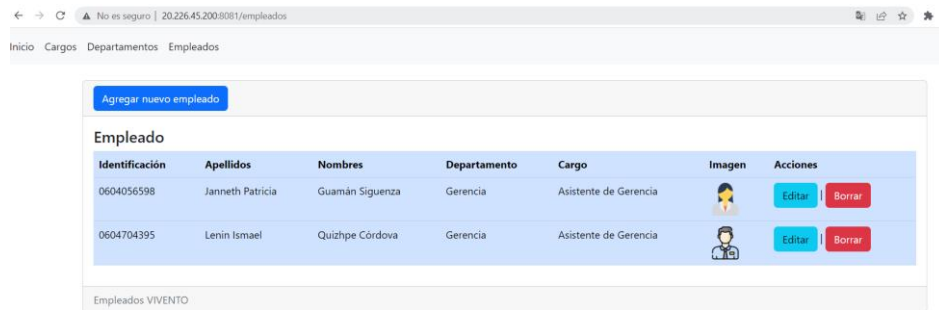 No es seguro | 20.226.45.200:8081/empleados
Inicio Cargos Departamentos Empleados
Agregar nuevo empleado
Empleado
Identificación Apellidos Nombres Departamento Cargo Imagen Acciones
0604056598 Janneth Patricia Guamán Siguenza Gerencia Asistente de Gerencia Editar | Borrar
0604704395 Lenin Ismael Quizhpe Córdova Gerencia Asistente de Gerencia Editar | Borrar
Empleados VIVENTO